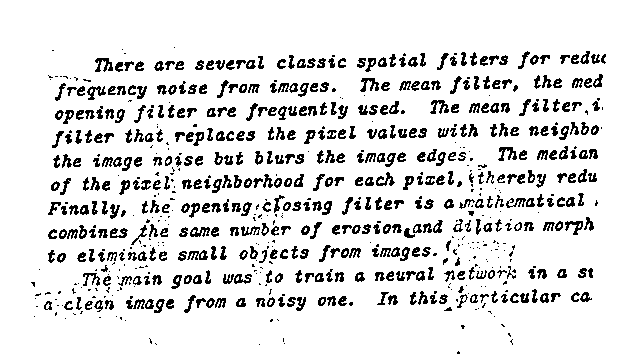 There are several classic spatial filters for reduc
frequency noise from images. The mean filter, the med
opening filter are frequently used. The mean filter i
filter that replaces the pixel values with the neighbo
the image noise but blurs the image edges. The median
of the pixel neighborhood for each pixel, thereby redu
Finally, the opening closing filter is a mathematical
combines the same number of erosion and dilation morph
to eliminate small objects from images.
The main goal was to train a neural network in a st
a clean image from a noisy one. In this particular ca